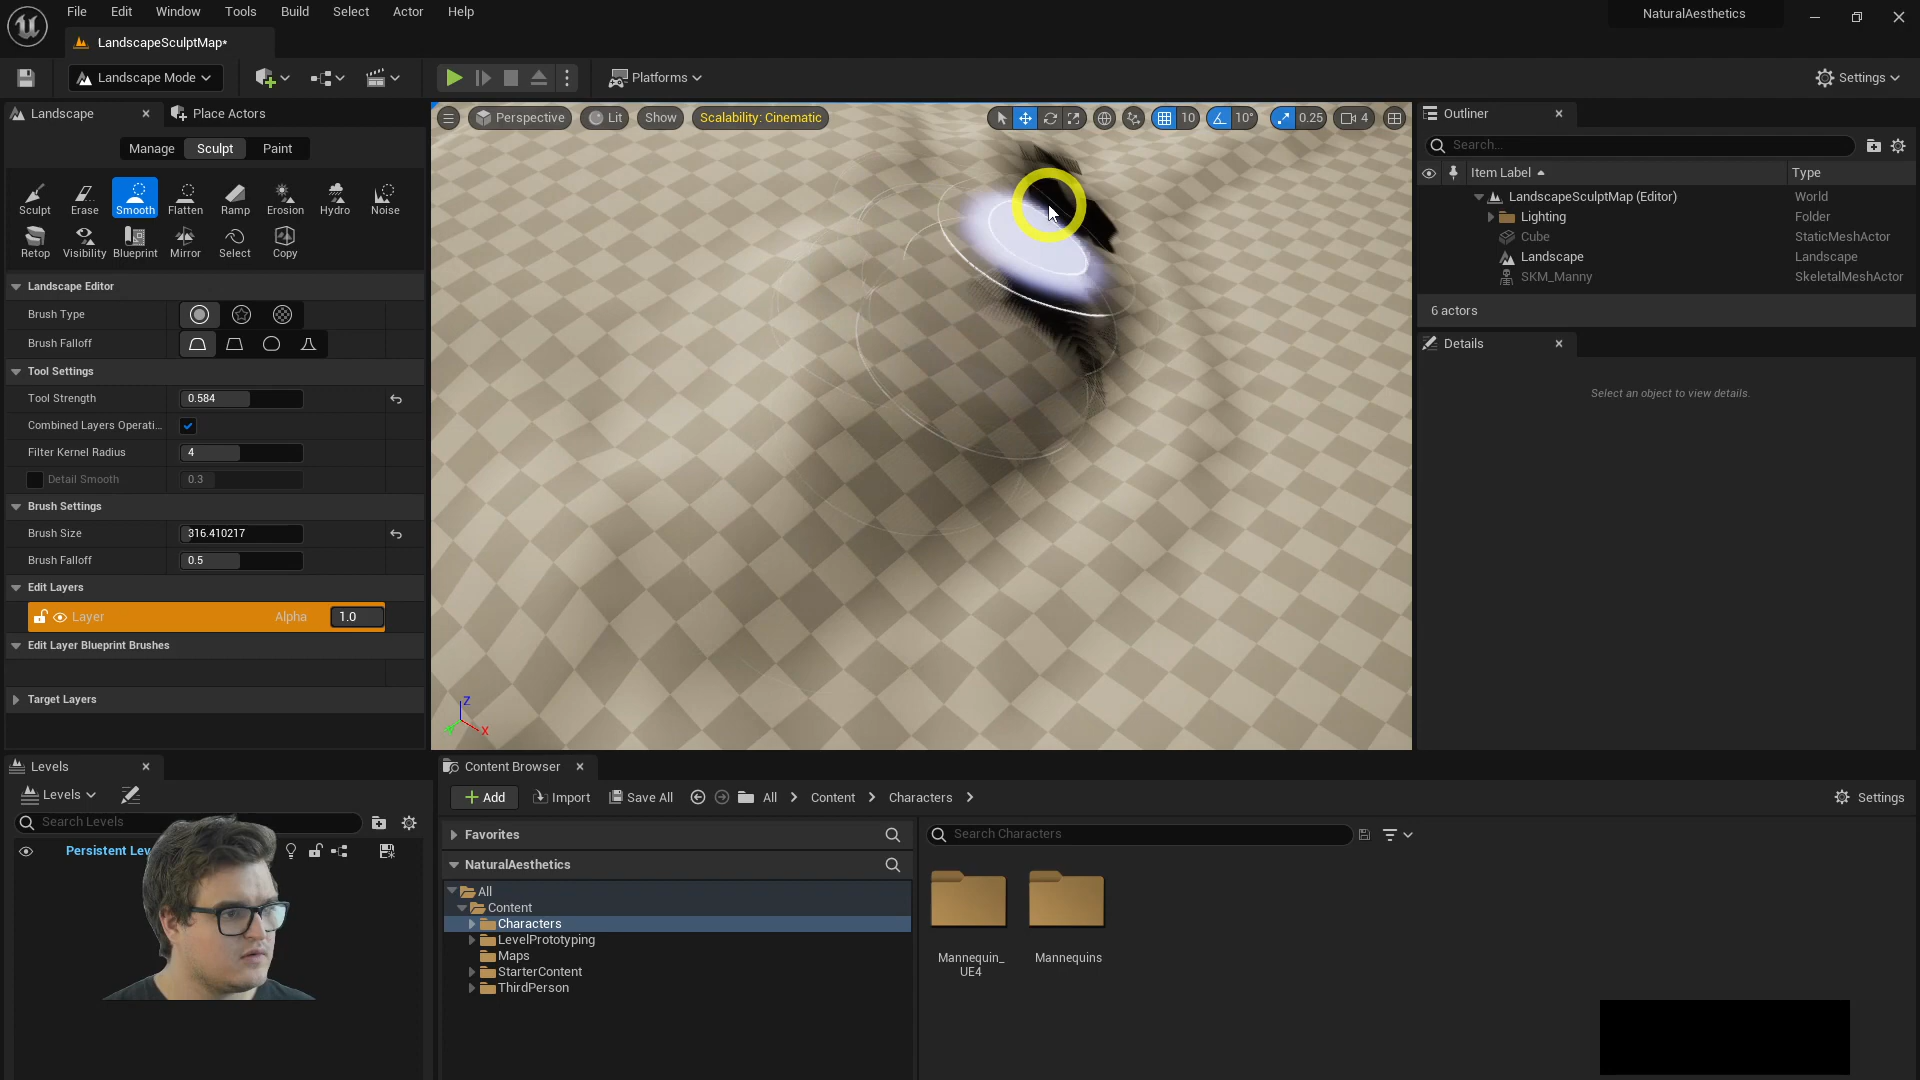 File Edit Window Tools Build Select Actor Help
NaturalAesthetics
LandscapeSculptMap*
Landscape Mode
Platforms
Settings
Landscape
Place Actors
Manage Sculpt Paint
Sculpt Erase Smooth Flatten Ramp Erosion Hydro Noise
Retop Visibility Blueprint Mirror Select Copy
Landscape Editor
Brush Type
Brush Falloff
Tool Settings
Tool Strength 0.584
Combined Layers Operati...
Filter Kernel Radius 4
Detail Smooth 0.3
Brush Settings
Brush Size 316.410217
Brush Falloff 0.5
Edit Layers
Layer Alpha 1.0
Edit Layer Blueprint Brushes
Target Layers
Perspective Lit Show Scalability: Cinematic
10 10° 0.25 4
Z
Y
X
Outliner
Search...
Item Label Type
LandscapeSculptMap (Editor) World
Lighting Folder
Cube StaticMeshActor
Landscape Landscape
SKM_Manny SkeletalMeshActor
6 actors
Details
Select an object to view details.
Levels
Levels
Search Levels
Persistent Lev
Content Browser
Add Import Save All All Content Characters
Settings
Favorites
NaturalAesthetics
All
Content
Characters
LevelPrototyping
Maps
StarterContent
ThirdPerson
Search Characters
Mannequin_
UE4
Mannequins